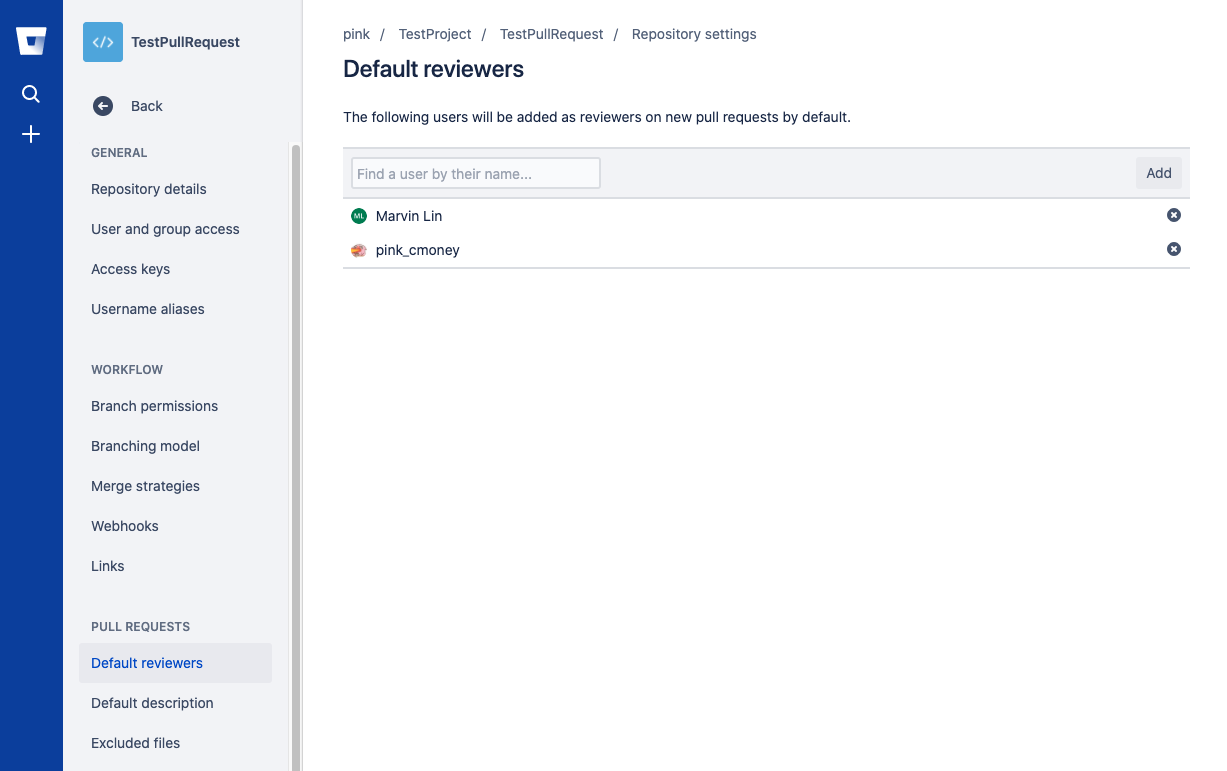 </> TestPullRequest
Back
GENERAL
Repository details
User and group access
Access keys
Username aliases
WORKFLOW
Branch permissions
Branching model
Merge strategies
Webhooks
Links
PULL REQUESTS
Default reviewers
Default description
Excluded files
pink / TestProject / TestPullRequest / Repository settings
Default reviewers
The following users will be added as reviewers on new pull requests by default.
Find a user by their name... Add
ML Marvin Lin
pink_cmoney